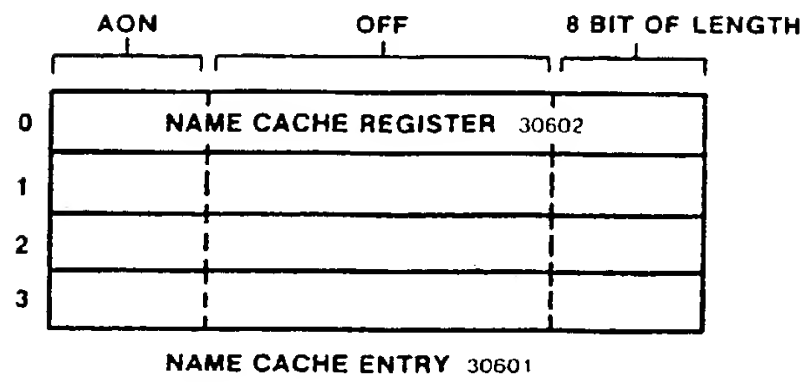 AON OFF 8 BIT OF LENGTH
0 NAME CACHE REGISTER 30602
1
2
3
NAME CACHE ENTRY 30601